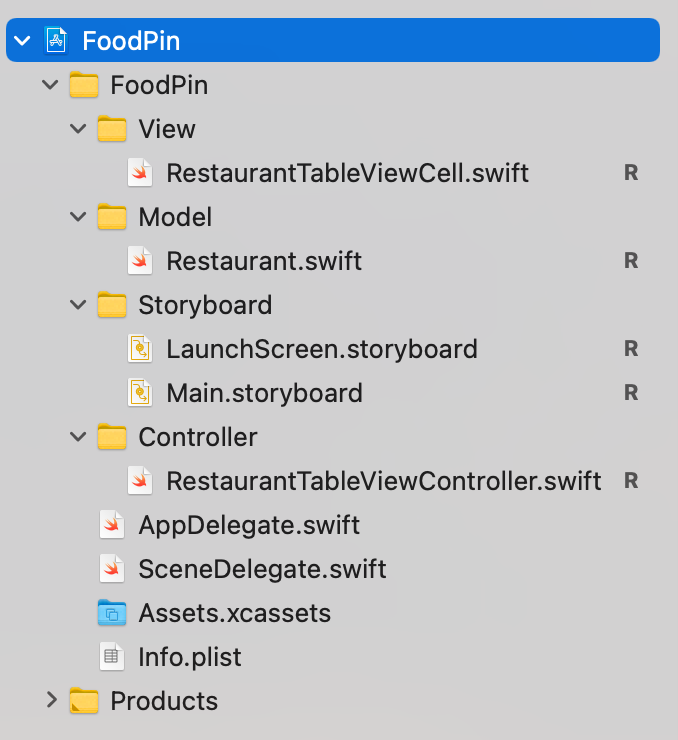 FoodPin
FoodPin
View
RestaurantTableViewCell.swift R
Model
Restaurant.swift R
Storyboard
LaunchScreen.storyboard R
Main.storyboard R
Controller
RestaurantTableViewController.swift R
AppDelegate.swift
SceneDelegate.swift
Assets.xcassets
Info.plist
Products